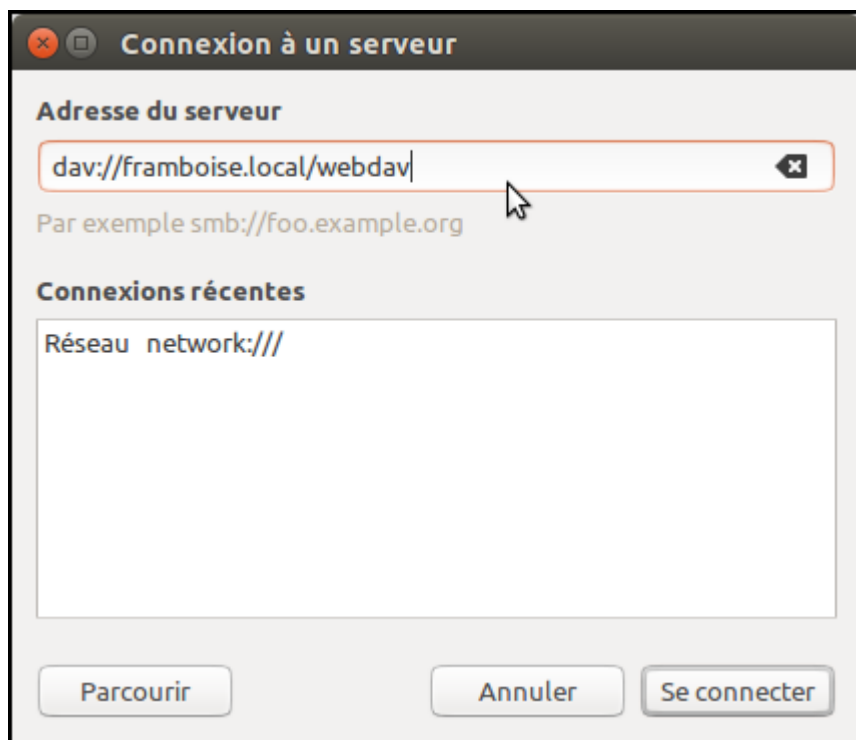 Connexion à un serveur
Adresse du serveur
dav://framboise.local/webdav
Par exemple smb://foo.example.org
Connexions récentes
Réseau network:///
Parcourir Annuler Se connecter